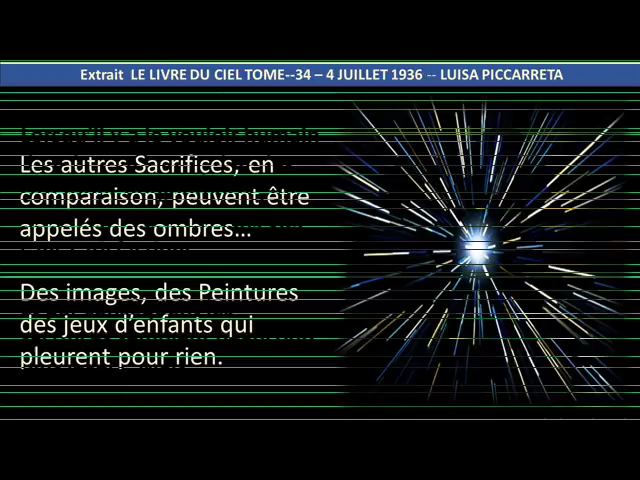 Extrait LE LIVRE DU CIEL TOME--34 – 4 JUILLET 1936 -- LUISA PICCARRETA
Les autres Sacrifices, en
comparaison, peuvent être
appelés des ombres…
Des images, des Peintures
des jeux d’enfants qui
pleurent pour rien.